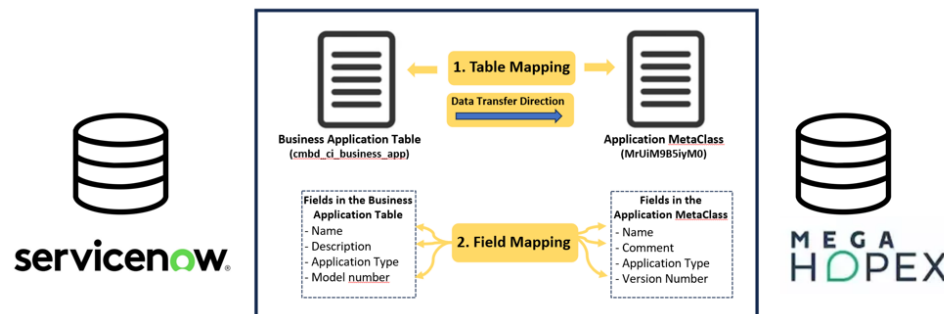 1. Table Mapping
Data Transfer Direction
Business Application Table
(cmbd_ci_business_app)
Application MetaClass
(MrUiM9B5iyM0)
servicenow.
MEGA
HOPEX
Fields in the Business
Application Table
- Name
- Description
- Application Type
- Model number
2. Field Mapping
Fields in the
Application MetaClass
- Name
- Comment
- Application Type
- Version Number